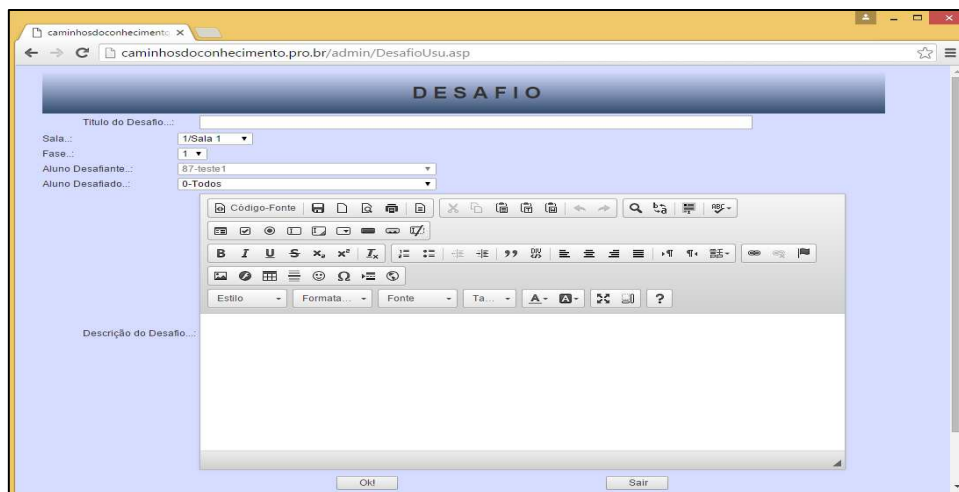 caminhosdoconhecimento
caminhosdoconhecimento.pro.br/admin/DesafioUsu.asp
DESAFIO
Titulo do Desafio...:
Sala..: 1/Sala 1
Fase..: 1
Aluno Desafiante..: 87-teste1
Aluno Desafiado..: 0-Todos
Código-Fonte
Estilo Formata... Fonte Ta... A A ?
Descrição do Desafio...:
Ok! Sair